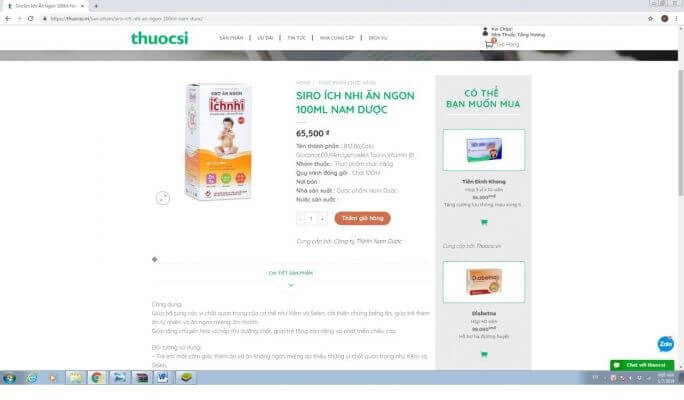 Siro Ích Nhi Ăn Ngon 100ml Na
https://thuocsi.vn/san-pham/siro-ich-nhi-an-ngon-100ml-nam-duoc/
thuocsi
SẢN PHẨM | ƯU ĐÃI | TIN TỨC | NHÀ CUNG CẤP | DỊCH VỤ
Xin Chào!
Nhà Thuốc Tống Hương
Giỏ Hàng
HOME / THỰC PHẨM CHỨC NĂNG
SIRO ÍCH NHI ĂN NGON
100ML NAM DƯỢC
65,500 ₫
Tên thành phần : B12,B6,Calci
Gluconat,D3,Kẽm,Lysin,selen,Taurin,Vitamin B1
Nhóm thuốc : Thực phẩm chức năng
Quy trình đóng gói : Chai 100ml
Nơi bán :
Nhà sản xuất : Dược phẩm Nam Dược
Nước sản xuất :
- 1 +
Thêm giỏ hàng
Cung cấp bởi: Công ty TNHH Nam Dược
SIRO ĂN NGON
ích nhi
CHI TIẾT SẢN PHẨM
Công dụng:
Giúp bổ sung các vi chất quan trọng của cơ thể như Kẽm và Selen, cải thiện chứng biếng ăn, giúp trẻ thèm
ăn tự nhiên và ăn ngon miệng, ăn nhanh.
Giúp tăng chuyển hoá và hấp thu dưỡng chất, giúp trẻ tăng cân nặng và phát triển chiều cao.
Đối tượng sử dụng:
– Trẻ em mất cảm giác thèm ăn và ăn không ngon miệng do thiếu những vi chất quan trọng như Kẽm và
Selen.
CÓ THỂ
BẠN MUỐN MUA
Tiền Đình Khang
Hộp 3 vỉ x 10 viên
Tăng cường lưu thông máu vùng ti...
Cung cấp bởi: Thuocsi.vn
Diabetna
Diabetna
Hộp 40 viên
Hỗ trợ hạ đường huyết
Zalo
Chat với thuocsi
EN